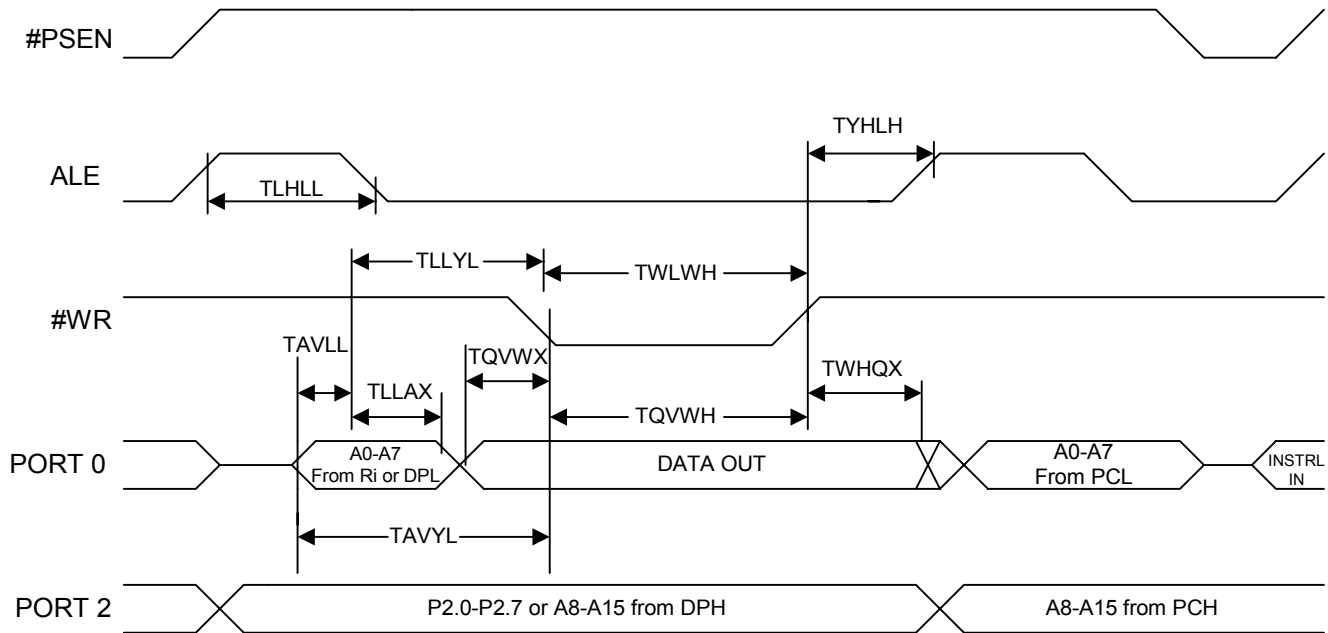 #PSEN
TYHLH
ALE
TLHLL
TLLYL
TWLWH
#WR
TAVLL
TQVWX
TWHQX
TLLAX
TQVWH
PORT 0
A0-A7
From Ri or DPL
DATA OUT
A0-A7
From PCL
INSTRL
IN
TAVYL
PORT 2
P2.0-P2.7 or A8-A15 from DPH
A8-A15 from PCH